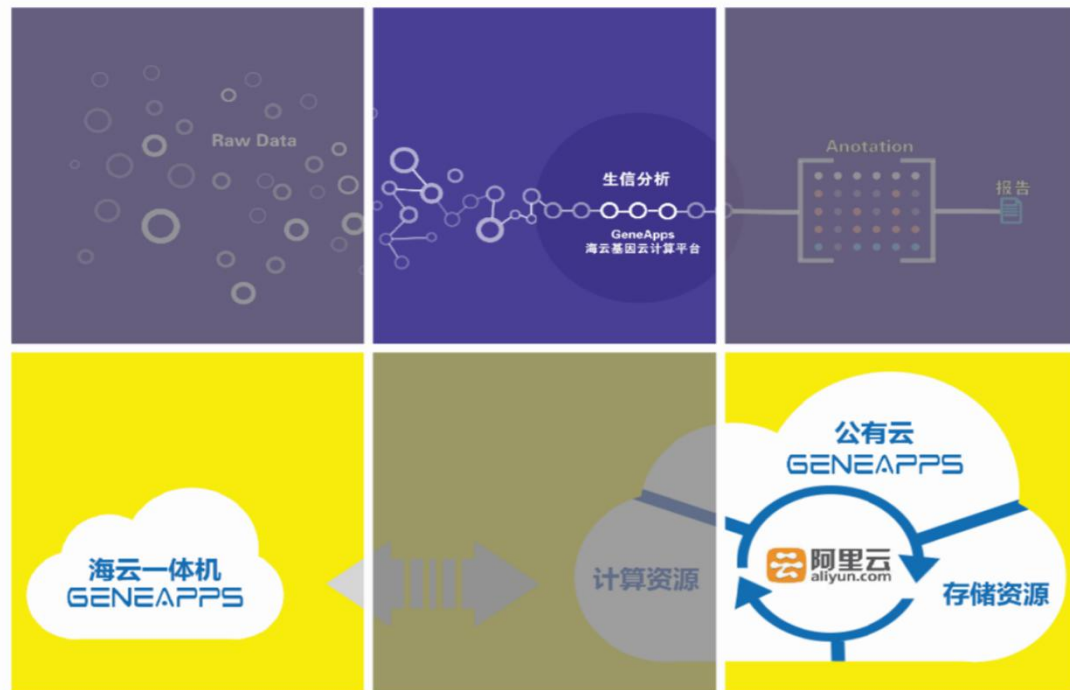 Raw Data
生信分析
GeneApps
海云基因云计算平台
Anotation
报告
海云一体机
GENEAPPS
计算资源
公有云
GENEAPPS
阿里云
aliyun.com
存储资源